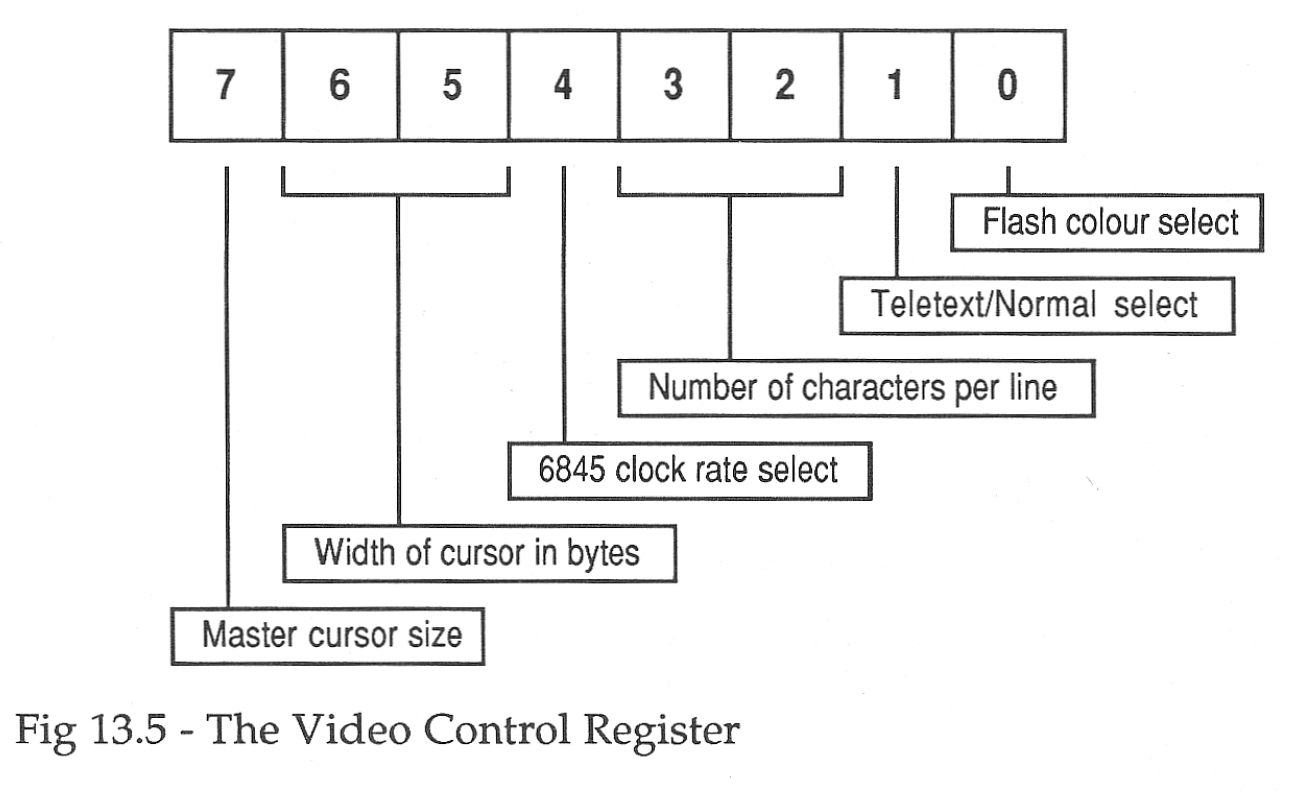 7 6 5 4 3 2 1 0
Flash colour select
Teletext/Normal select
Number of characters per line
6845 clock rate select
Width of cursor in bytes
Master cursor size
Fig 13.5 - The Video Control Register